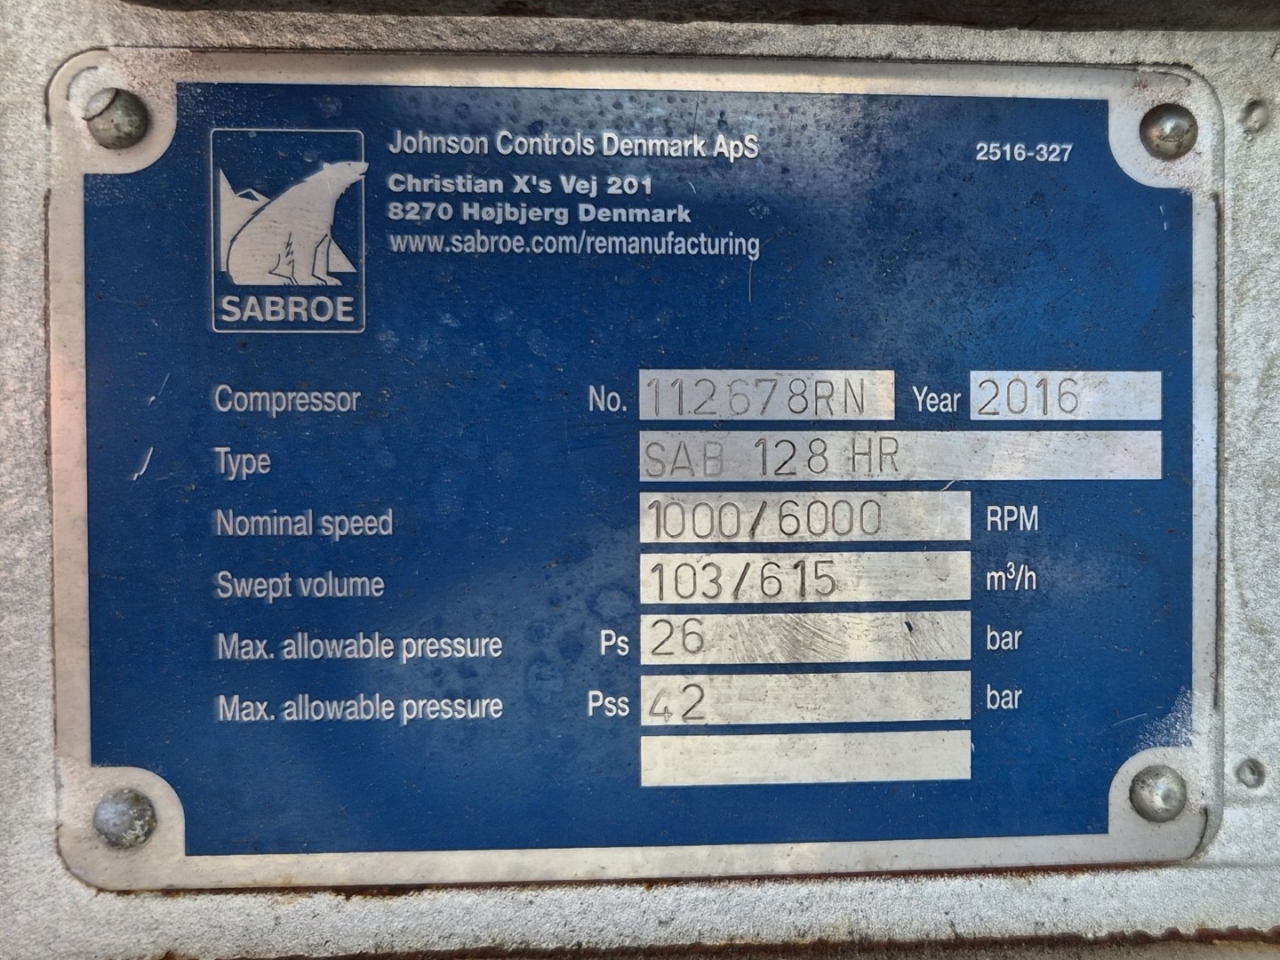 Johnson Controls Denmark ApS
2516-327
Christian X's Vej 201
8270 Højbjerg Denmark
www.sabroe.com/remanufacturing
SABROE
Compressor No. 112678RN Year 2016
Type SAB 128 HR
Nominal speed 1000/6000 RPM
Swept volume 103/615 m³/h
Max. allowable pressure Ps 26 bar
Max. allowable pressure Pss 42 bar